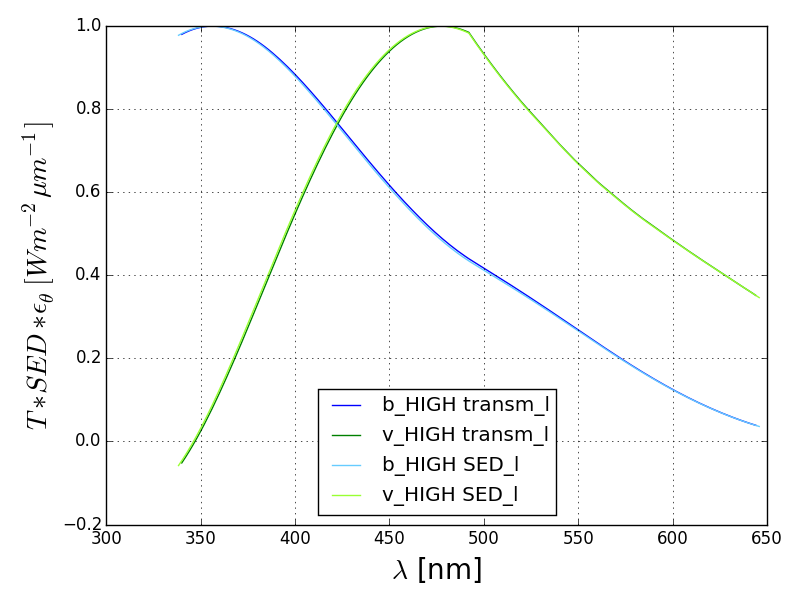 1.0
0.8
0.6
0.4
0.2
0.0
−0.2
T∗SED∗ϵθ [Wm−2 μm−1]
b_HIGH transm_l
v_HIGH transm_l
b_HIGH SED_l
v_HIGH SED_l
300 350 400 450 500 550 600 650
λ [nm]